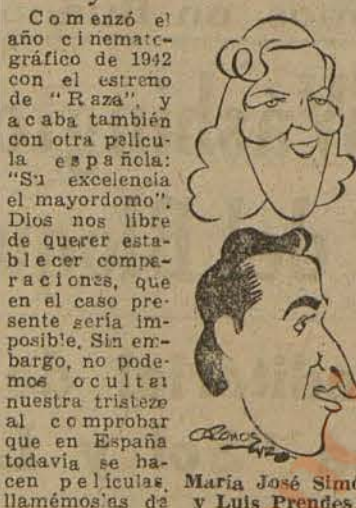 Comenzó el
año cinemato-
gráfico de 1942
con el estreno
de "Raza", y
acaba también
con otra pelícu-
la española:
"Su excelencia
el mayordomo".
Dios nos libre
de querer esta-
blecer compa-
raciones, que
en el caso pre-
sente sería im-
posible. Sin em-
bargo, no pode-
mos ocultar
nuestra tristeza
al comprobar
que en España
todavía se ha-
cen películas,
llamémoslas de
María José Simó
y Luis Prendes